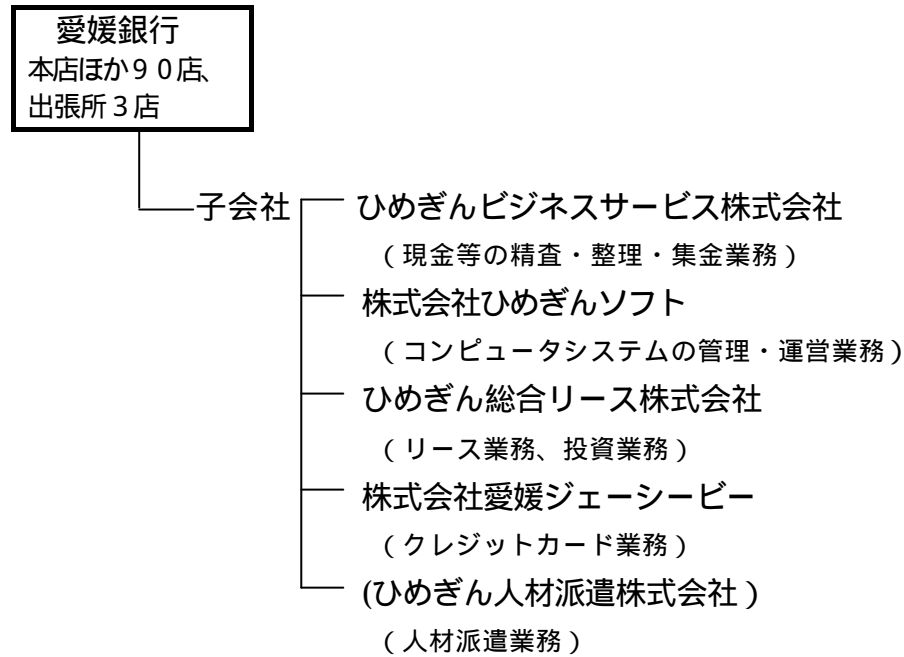 愛媛銀行
本店ほか９０店、
出張所３店
子会社
ひめぎんビジネスサービス株式会社
（現金等の精査・整理・集金業務）
株式会社ひめぎんソフト
（コンピュータシステムの管理・運営業務）
ひめぎん総合リース株式会社
（リース業務、投資業務）
株式会社愛媛ジェーシービー
（クレジットカード業務）
(ひめぎん人材派遣株式会社）
（人材派遣業務）